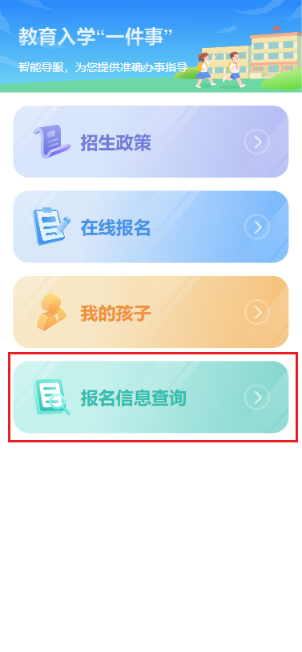 教育入学“一件事”
智能导服，为您提供准确办事指导
招生政策
在线报名
我的孩子
报名信息查询